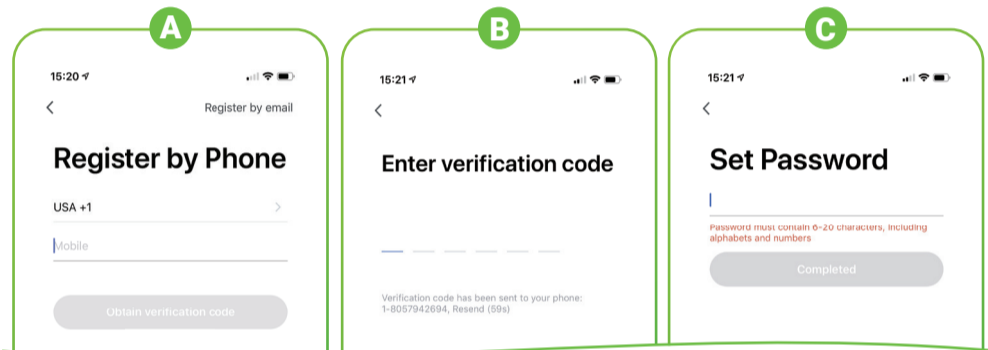 A
15:20
Register by email
Register by Phone
USA +1
Mobile
Obtain verification code
B
15:21
Enter verification code
Verification code has been sent to your phone:
1-8057942694, Resend (59s)
C
15:21
Set Password
Password must contain 6-20 characters, including
alphabets and numbers
Completed